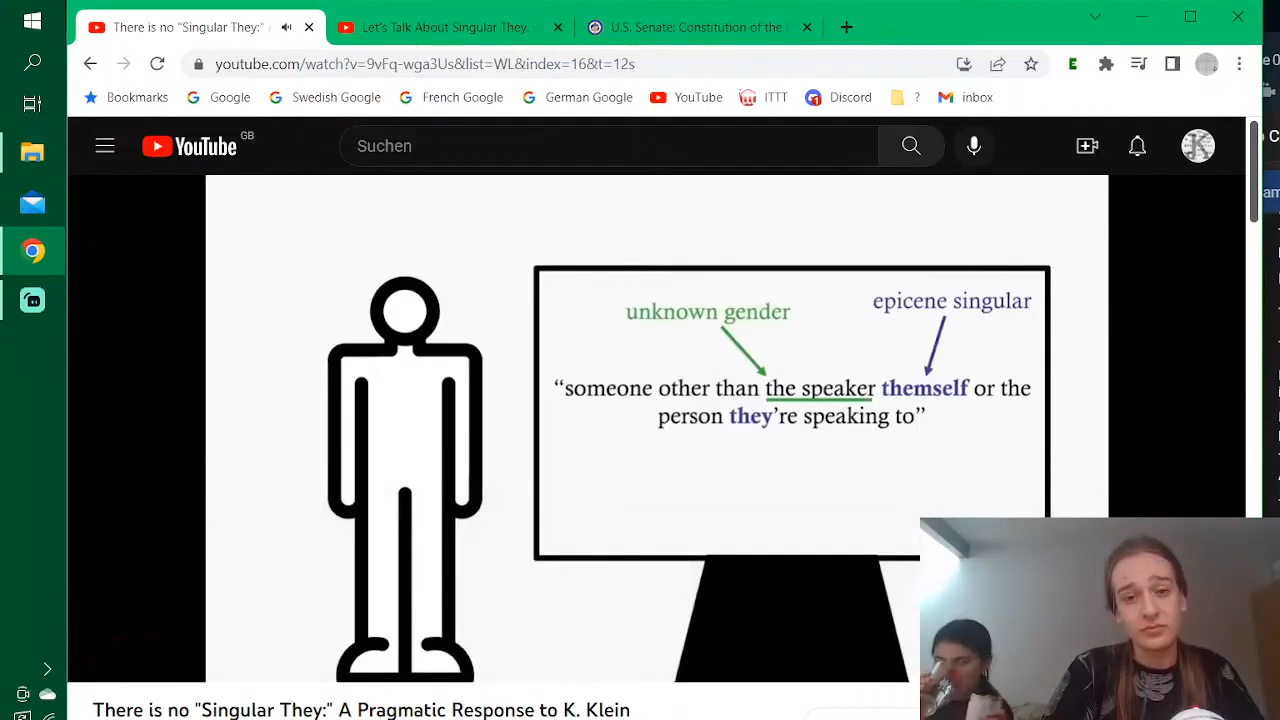 There is no "Singular They:"
Let's Talk About Singular They.
U.S. Senate: Constitution of the
youtube.com/watch?v=9vFq-wga3Us&list=WL&index=16&t=12s
Bookmarks Google Swedish Google French Google German Google YouTube ITTT Discord ? inbox
YouTube GB
Suchen
K
unknown gender
epicene singular
“someone other than the speaker themself or the
person they’re speaking to”
There is no "Singular They:" A Pragmatic Response to K. Klein